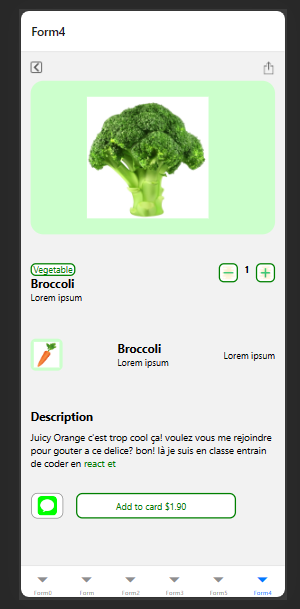 Form4
Vegetable
1
Broccoli
Lorem ipsum
Broccoli
Lorem ipsum
Lorem ipsum
Description
Juicy Orange c'est trop cool ça! voulez vous me rejoindre
pour gouter a ce delice? bon! là je suis en classe entrain
de coder en react et
Add to card $1.90
Form0 Form Form2 Form3 Form5 Form4